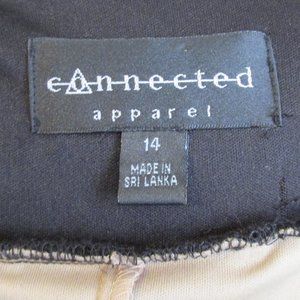 connected
apparel
14
MADE IN
SRI LANKA